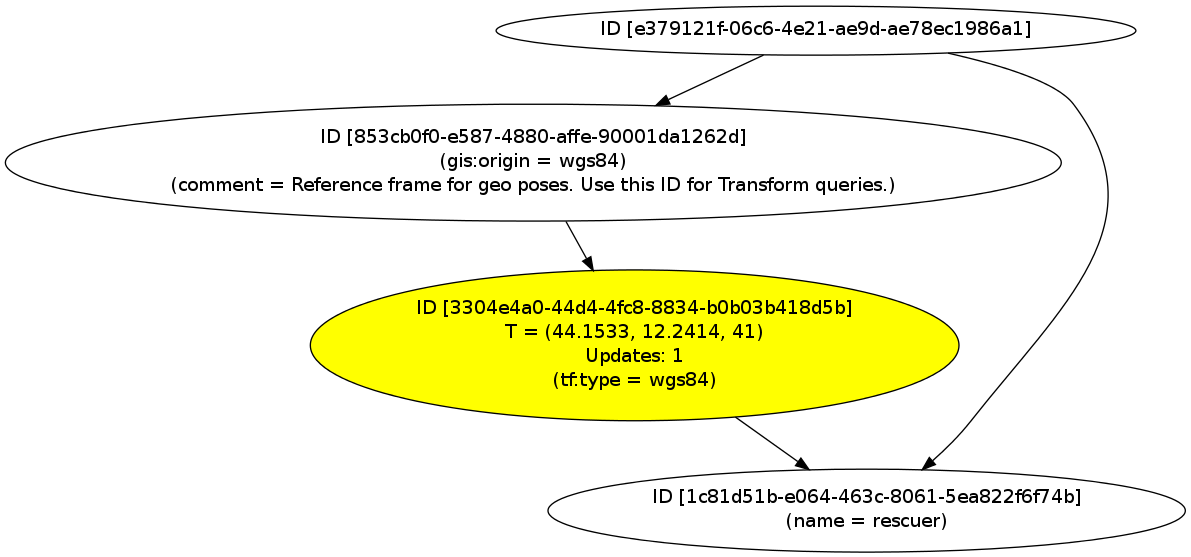 ID [e379121f-06c6-4e21-ae9d-ae78ec1986a1]
ID [853cb0f0-e587-4880-affe-90001da1262d]
(gis:origin = wgs84)
(comment = Reference frame for geo poses. Use this ID for Transform queries.)
ID [3304e4a0-44d4-4fc8-8834-b0b03b418d5b]
T = (44.1533, 12.2414, 41)
Updates: 1
(tf:type = wgs84)
ID [1c81d51b-e064-463c-8061-5ea822f6f74b]
(name = rescuer)